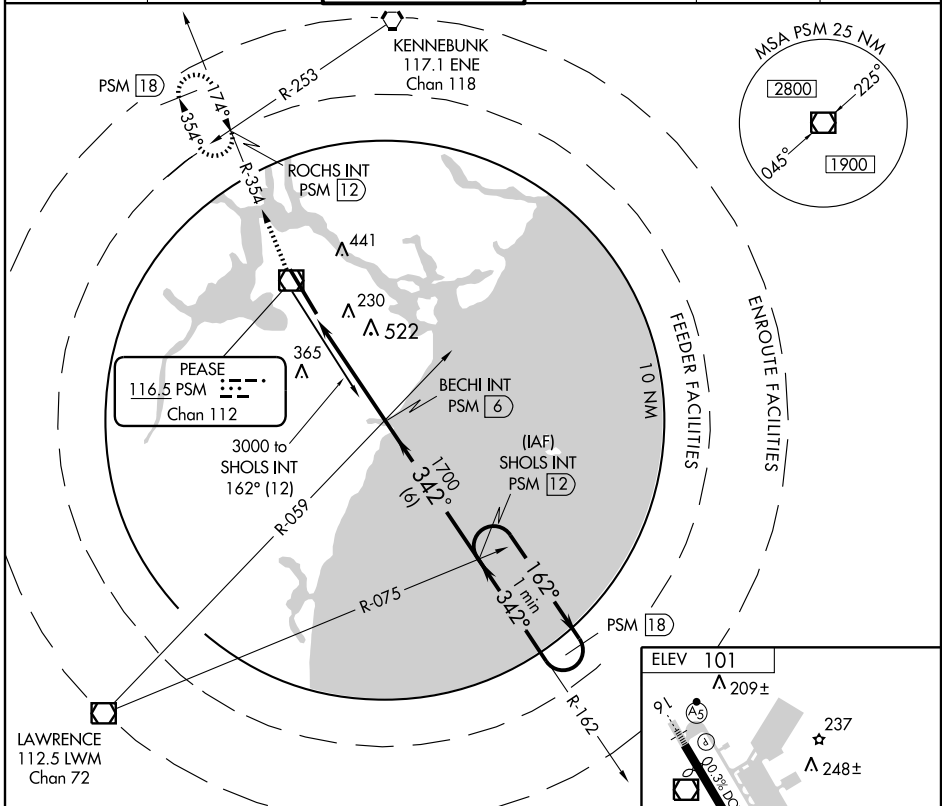 KENNEBUNK
117.1 ENE
Chan 118
MSA PSM 25 NM
2800
225°
045°
1900
PSM 18
R-253
174°
354°
ROCHS INT
PSM 12
R-354
441
230
522
365
PEASE
116.5 PSM
Chan 112
BECHI INT
PSM 6
10 NM
FEEDER FACILITIES
ENROUTE FACILITIES
3000 to
SHOLS INT
162° (12)
(IAF)
SHOLS INT
PSM 12
1700
342°
(6)
R-059
R-075
162°
1 min
342°
PSM 18
R-162
LAWRENCE
112.5 LWM
Chan 72
ELEV 101
209±
16
A5
237
248±